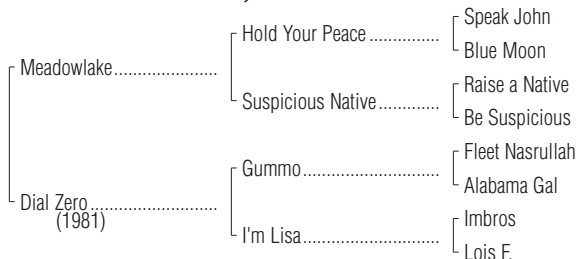 Speak John
Hold Your Peace ...............
Blue Moon
Meadowlake......................
Raise a Native
Suspicious Native.............
Be Suspicious
Fleet Nasrullah
Gummo.............................
Alabama Gal
Dial Zero ...........................
(1981)
Imbros
I'm Lisa.............................
Lois F.